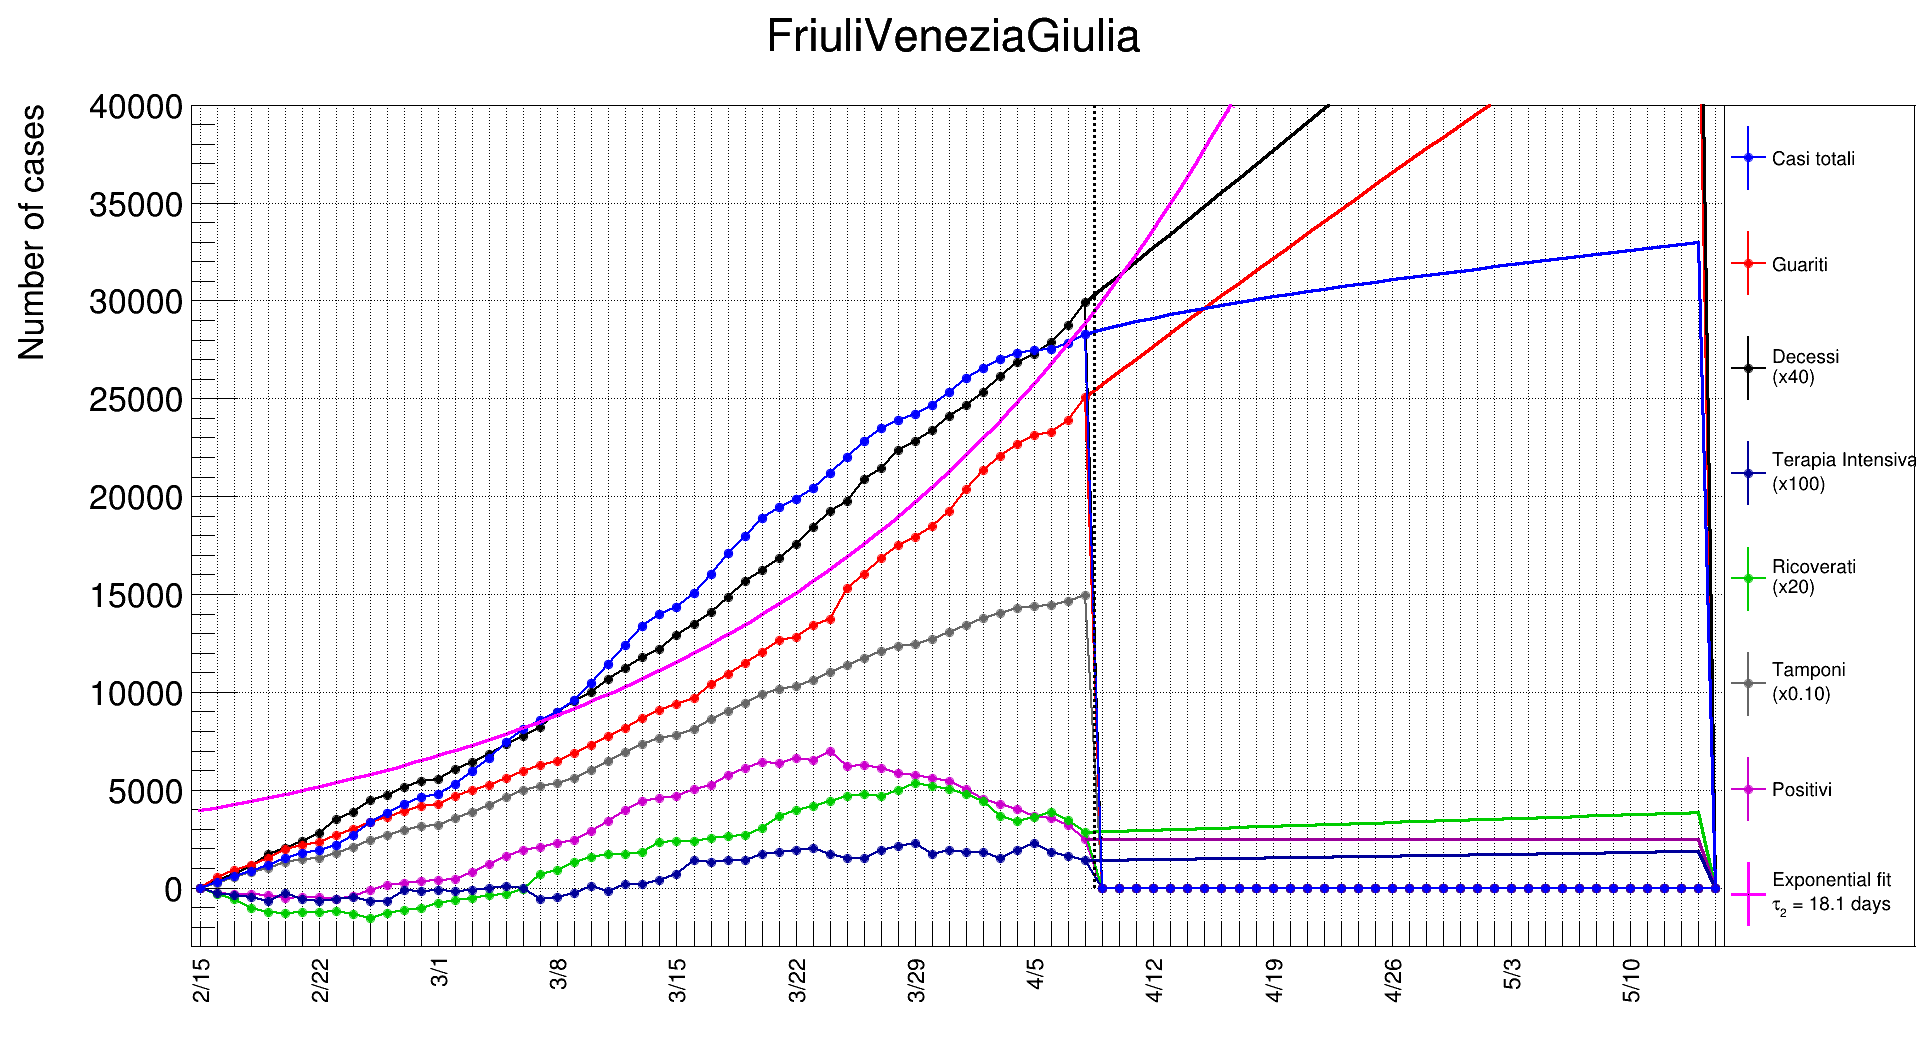 FriuliVeneziaGiulia
Number of cases
40000
35000
30000
25000
20000
15000
10000
5000
0
2/15
2/22
3/1
3/8
3/15
3/22
3/29
4/5
4/12
4/19
4/26
5/3
5/10
Casi totali
Guariti
Decessi
(x40)
Terapia Intensiva
(x100)
Ricoverati
(x20)
Tamponi
(x0.10)
Positivi
Exponential fit
τ2 = 18.1 days